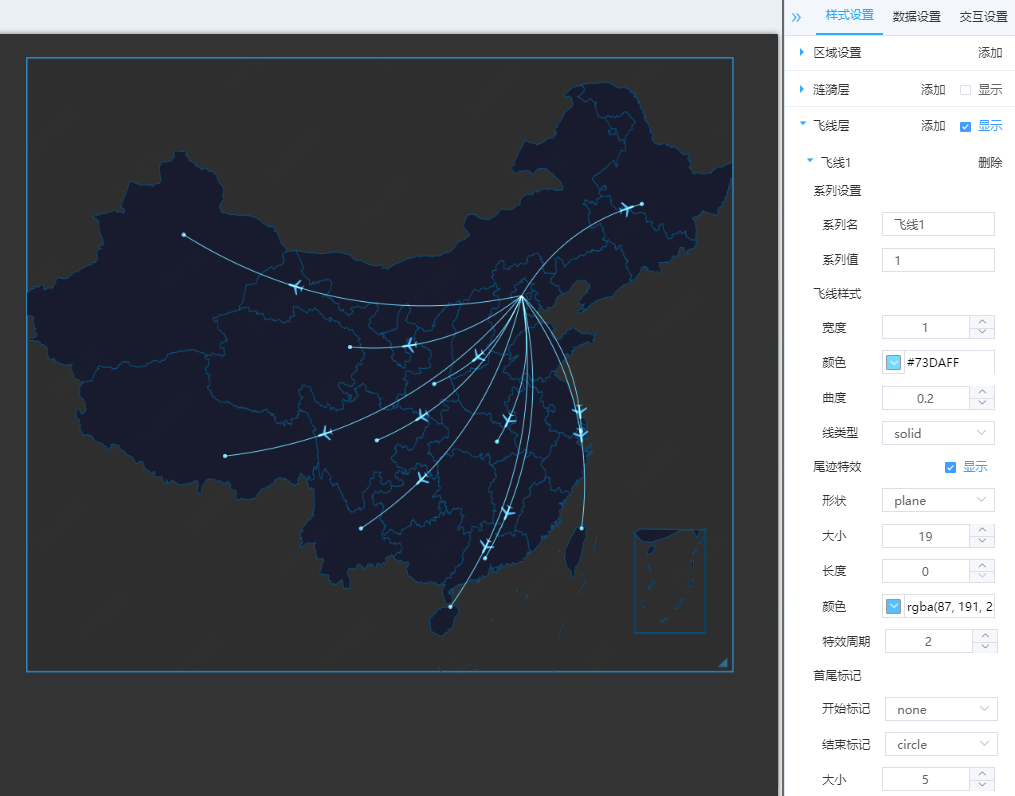 样式设置 数据设置 交互设置
区域设置 添加
涟漪层 添加 显示
飞线层 添加 显示
飞线1 删除
系列设置
系列名 飞线1
系列值 1
飞线样式
宽度 1
颜色 #73DAFF
曲度 0.2
线类型 solid
尾迹特效 显示
形状 plane
大小 19
长度 0
颜色 rgba(87, 191, 2
特效周期 2
首尾标记
开始标记 none
结束标记 circle
大小 5